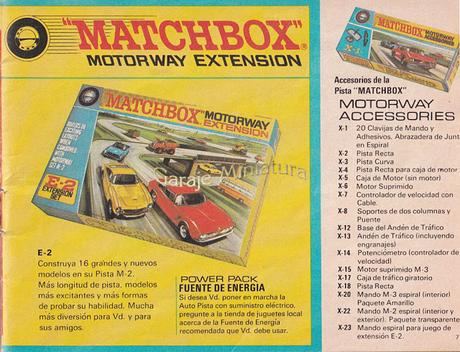 "MATCHBOX"®
MOTORWAY EXTENSION
"MATCHBOX" MOTORWAY
EXTENSION
E-2
EXTENSION
SET
Garaje Miniatura
E-2
Construya 16 grandes y nuevos
modelos en su Pista M-2.
Más longitud de pista, modelos
más excitantes y más formas
de probar su habilidad. Mucha
más diversión para Vd. y para
sus amigos.
POWER PACK
FUENTE DE ENERGÍA
Si desea Vd. poner en marcha la
Auto Pista con suministro eléctrico,
pregunte a la tienda de juguetes local
acerca de la Fuente de Energía
recomendada que Vd. debe usar.
"MATCHBOX" MOTORWAY
ACCESSORIES
X-1
Accesorios de la
Pista "MATCHBOX"
MOTORWAY
ACCESSORIES
X-1 20 Clavijas de Mando y
Adhesivos. Abrazadera de Junt
en Espiral
X-2 Pista Recta
X-3 Pista Curva
X-4 Pista Recta para caja de motor
X-5 Caja de Motor (sin motor)
X-6 Motor Suprimido
X-7 Controlador de velocidad con
Cable.
X-8 Soportes de dos columnas y
Puente
X-12 Base del Andén de Tráfico
X-13 Andén de Tráfico (incluyendo
engranajes)
X-14 Potenciómetro (controlador de
velocidad)
X-15 Motor suprimido M-3
X-17 Caja de tráfico giratorio
X-18 Pista Recta
X-20 Mando M-3 espiral (interior)
Paquete Amarillo
X-22 Mando M-2 espiral (interior y
exterior). Paquete transparente
X-23 Mando espiral para juego de
extensión E-2.
7